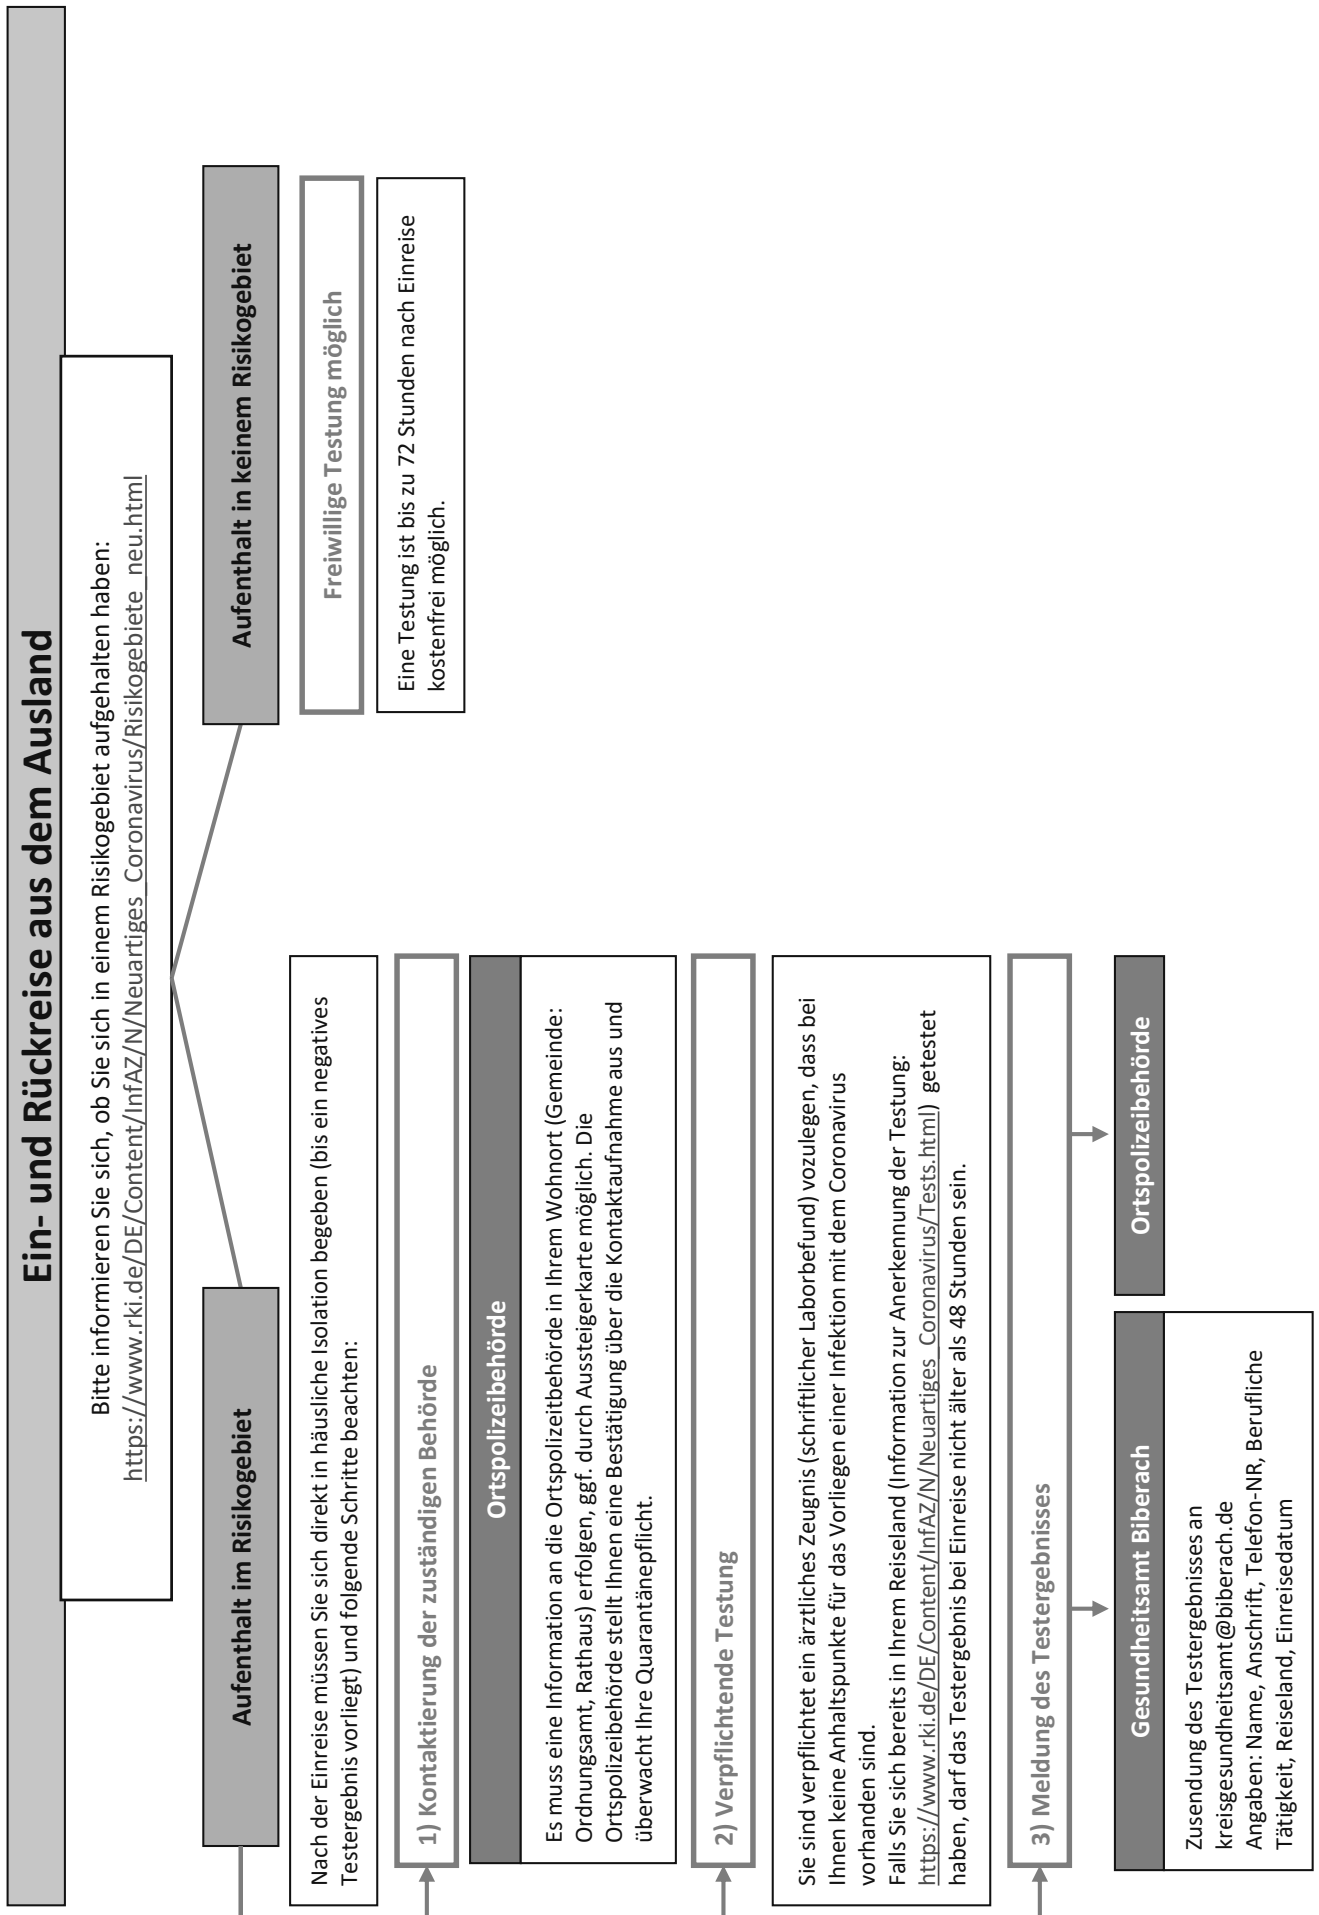 Ein- und Rückreise aus dem Ausland
Bitte informieren Sie sich, ob Sie sich in einem Risikogebiet aufgehalten haben:
https://www.rki.de/DE/Content/InfAZ/N/Neuartiges_Coronavirus/Risikogebiete_neu.html
Aufenthalt im Risikogebiet
Nach der Einreise müssen Sie sich direkt in häusliche Isolation begeben (bis ein negatives
Testergebnis vorliegt) und folgende Schritte beachten:
1) Kontaktierung der zuständigen Behörde
Ortspolizeibehörde
Es muss eine Information an die Ortspolizeitbehörde in Ihrem Wohnort (Gemeinde:
Ordnungsamt, Rathaus) erfolgen, ggf. durch Aussteigerkarte möglich. Die
Ortspolizeibehörde stellt Ihnen eine Bestätigung über die Kontaktaufnahme aus und
überwacht Ihre Quarantänepflicht.
2) Verpflichtende Testung
Sie sind verpflichtet ein ärztliches Zeugnis (schriftlicher Laborbefund) vozulegen, dass bei
Ihnen keine Anhaltspunkte für das Vorliegen einer Infektion mit dem Coronavirus
vorhanden sind.
Falls Sie sich bereits in Ihrem Reiseland (Information zur Anerkennung der Testung:
https://www.rki.de/DE/Content/InfAZ/N/Neuartiges_Coronavirus/Tests.html) getestet
haben, darf das Testergebnis bei Einreise nicht älter als 48 Stunden sein.
3) Meldung des Testergebnisses
Gesundheitsamt Biberach
Zusendung des Testergebnisses an
kreisgesundheitsamt@biberach.de
Angaben: Name, Anschrift, Telefon-NR, Berufliche
Tätigkeit, Reiseland, Einreisedatum
Ortspolizeibehörde
Aufenthalt in keinem Risikogebiet
Freiwillige Testung möglich
Eine Testung ist bis zu 72 Stunden nach Einreise
kostenfrei möglich.